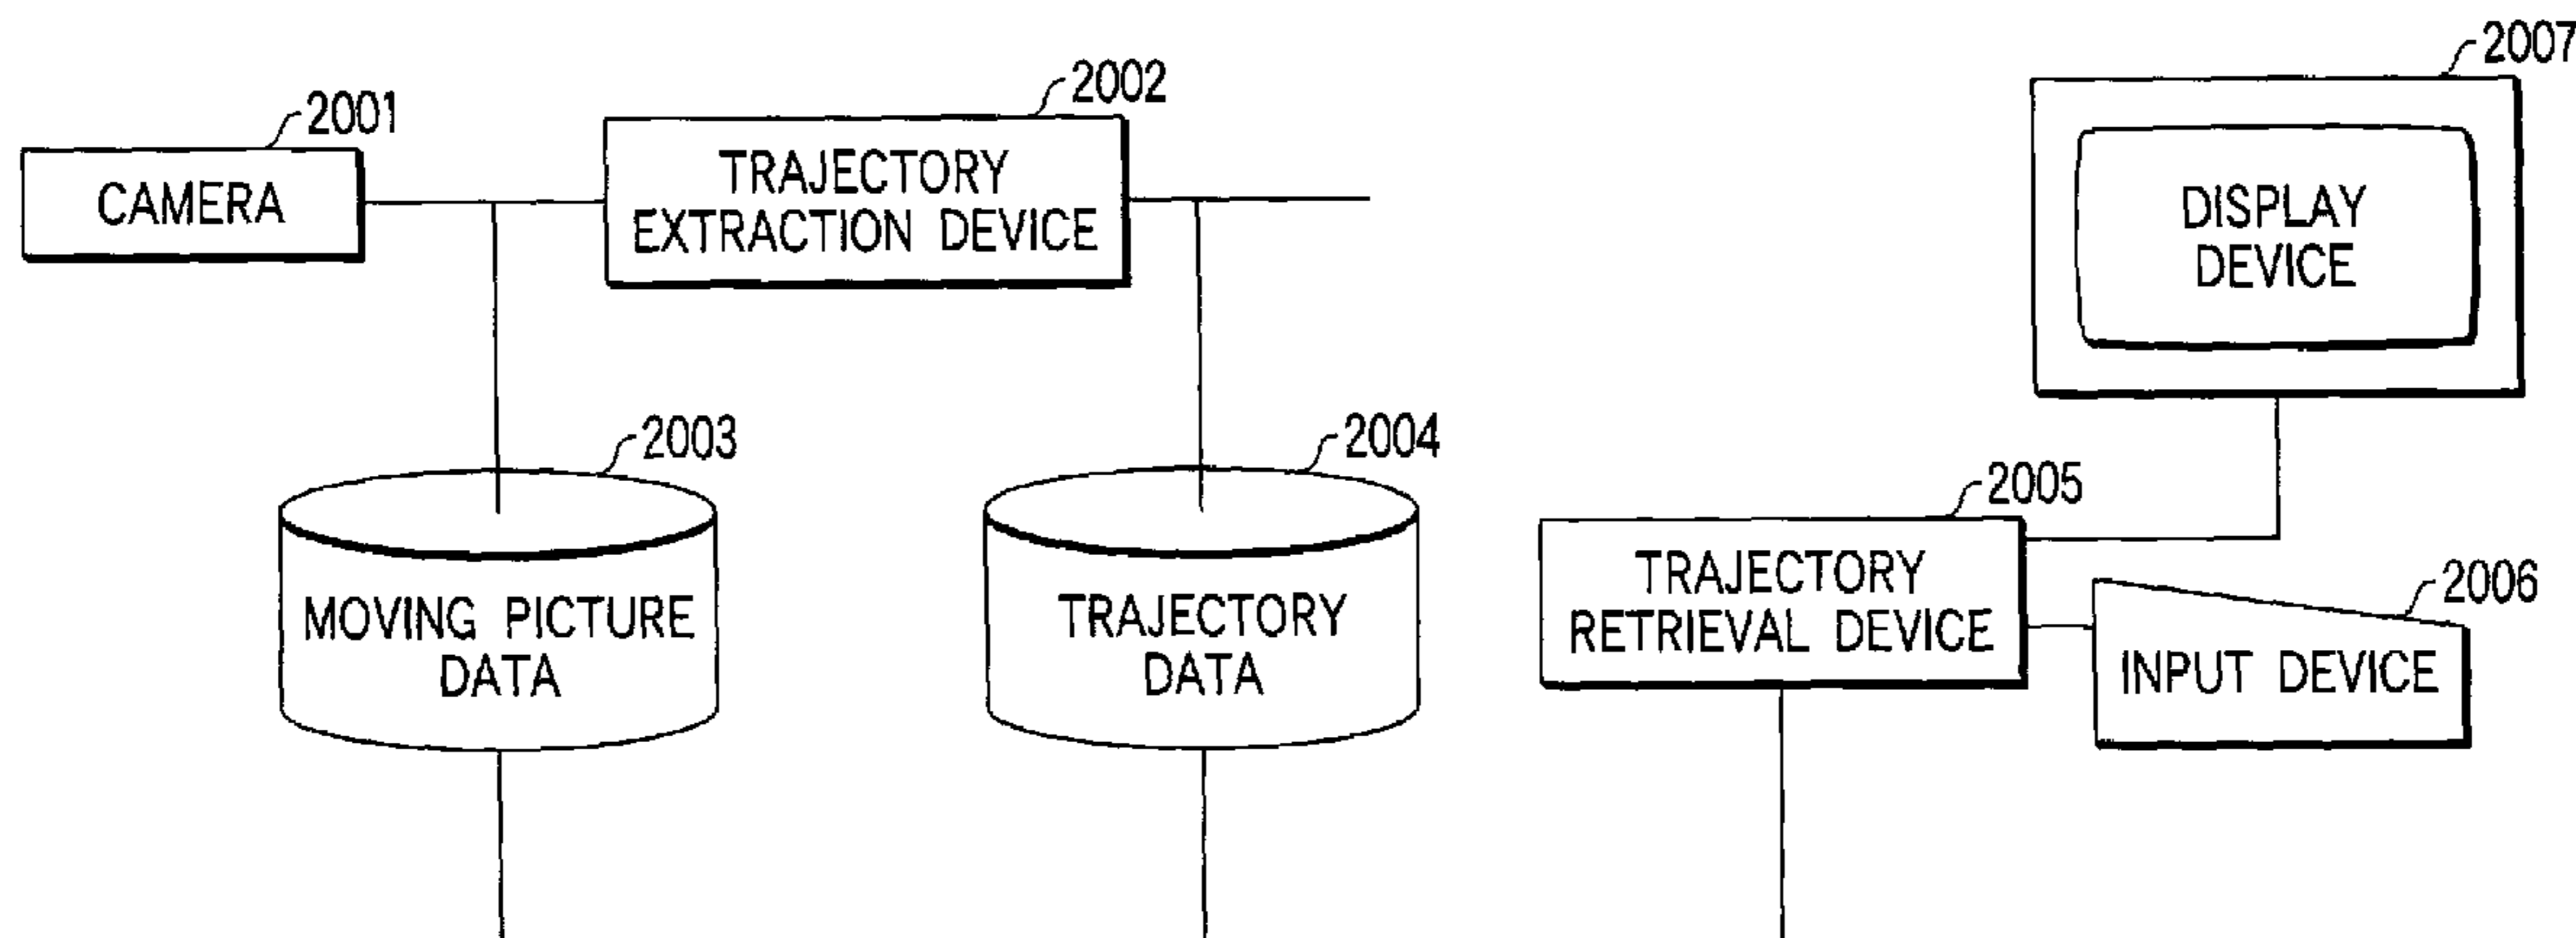 2001
CAMERA
2002
TRAJECTORY
EXTRACTION DEVICE
2007
DISPLAY
DEVICE
2003
MOVING PICTURE
DATA
2004
TRAJECTORY
DATA
2005
TRAJECTORY
RETRIEVAL DEVICE
2006
INPUT DEVICE